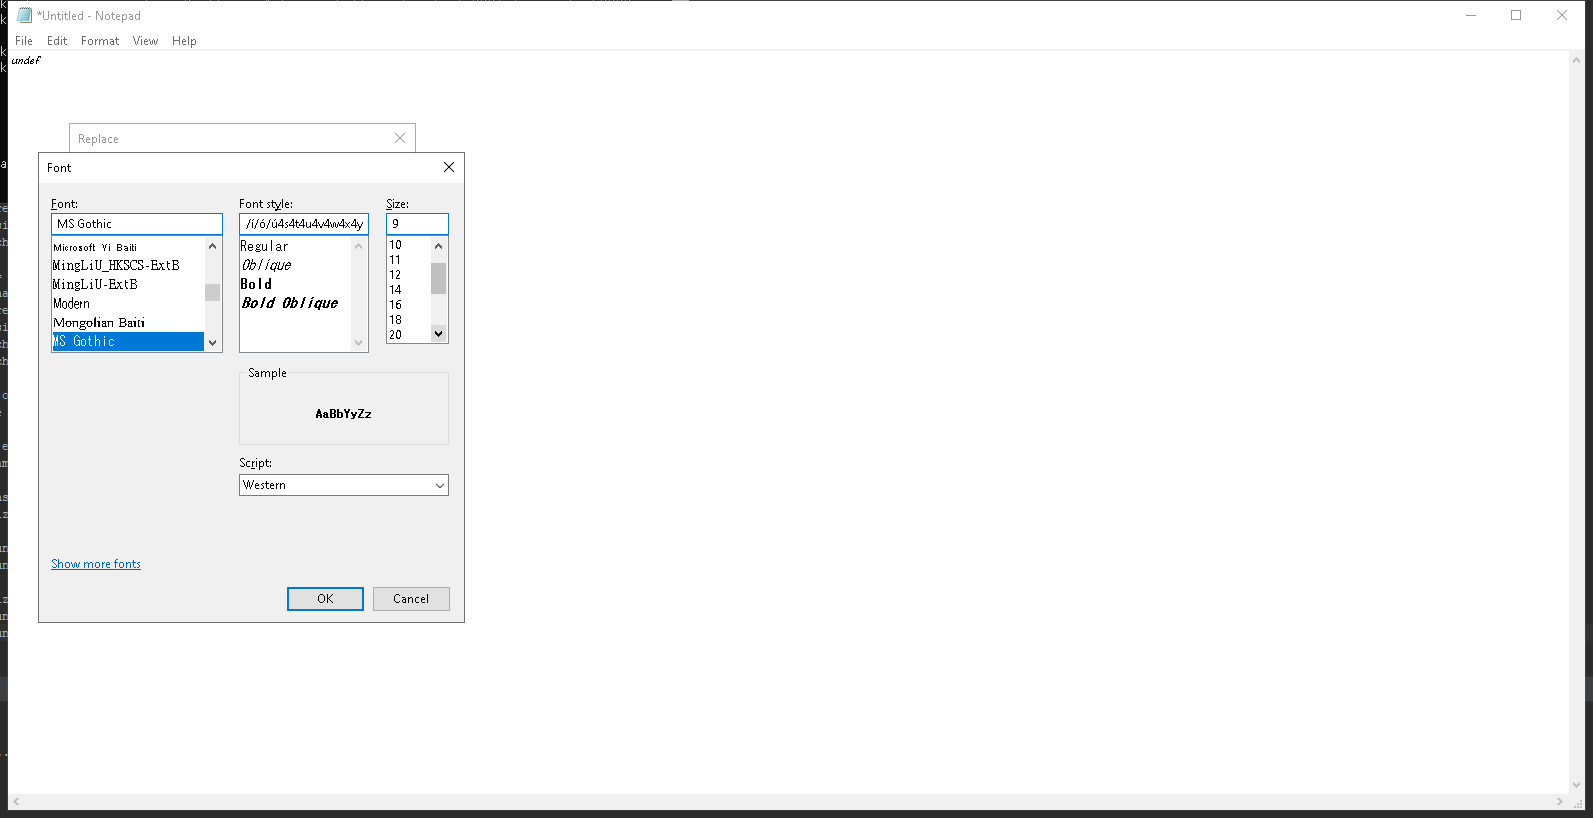 *Untitled - Notepad
File Edit Format View Help
undef
Replace
Font
Font: Font style: Size:
MS Gothic /í/ó/ú4s4t4u4v4w4x4y 9
Microsoft Yi Baiti
MingLiU_HKSCS-ExtB
MingLiU-ExtB
Modern
Mongolian Baiti
MS Gothic
Regular
Oblique
Bold
Bold Oblique
10
11
12
14
16
18
20
Sample
AaBbYyZz
Script:
Western
Show more fonts
OK Cancel